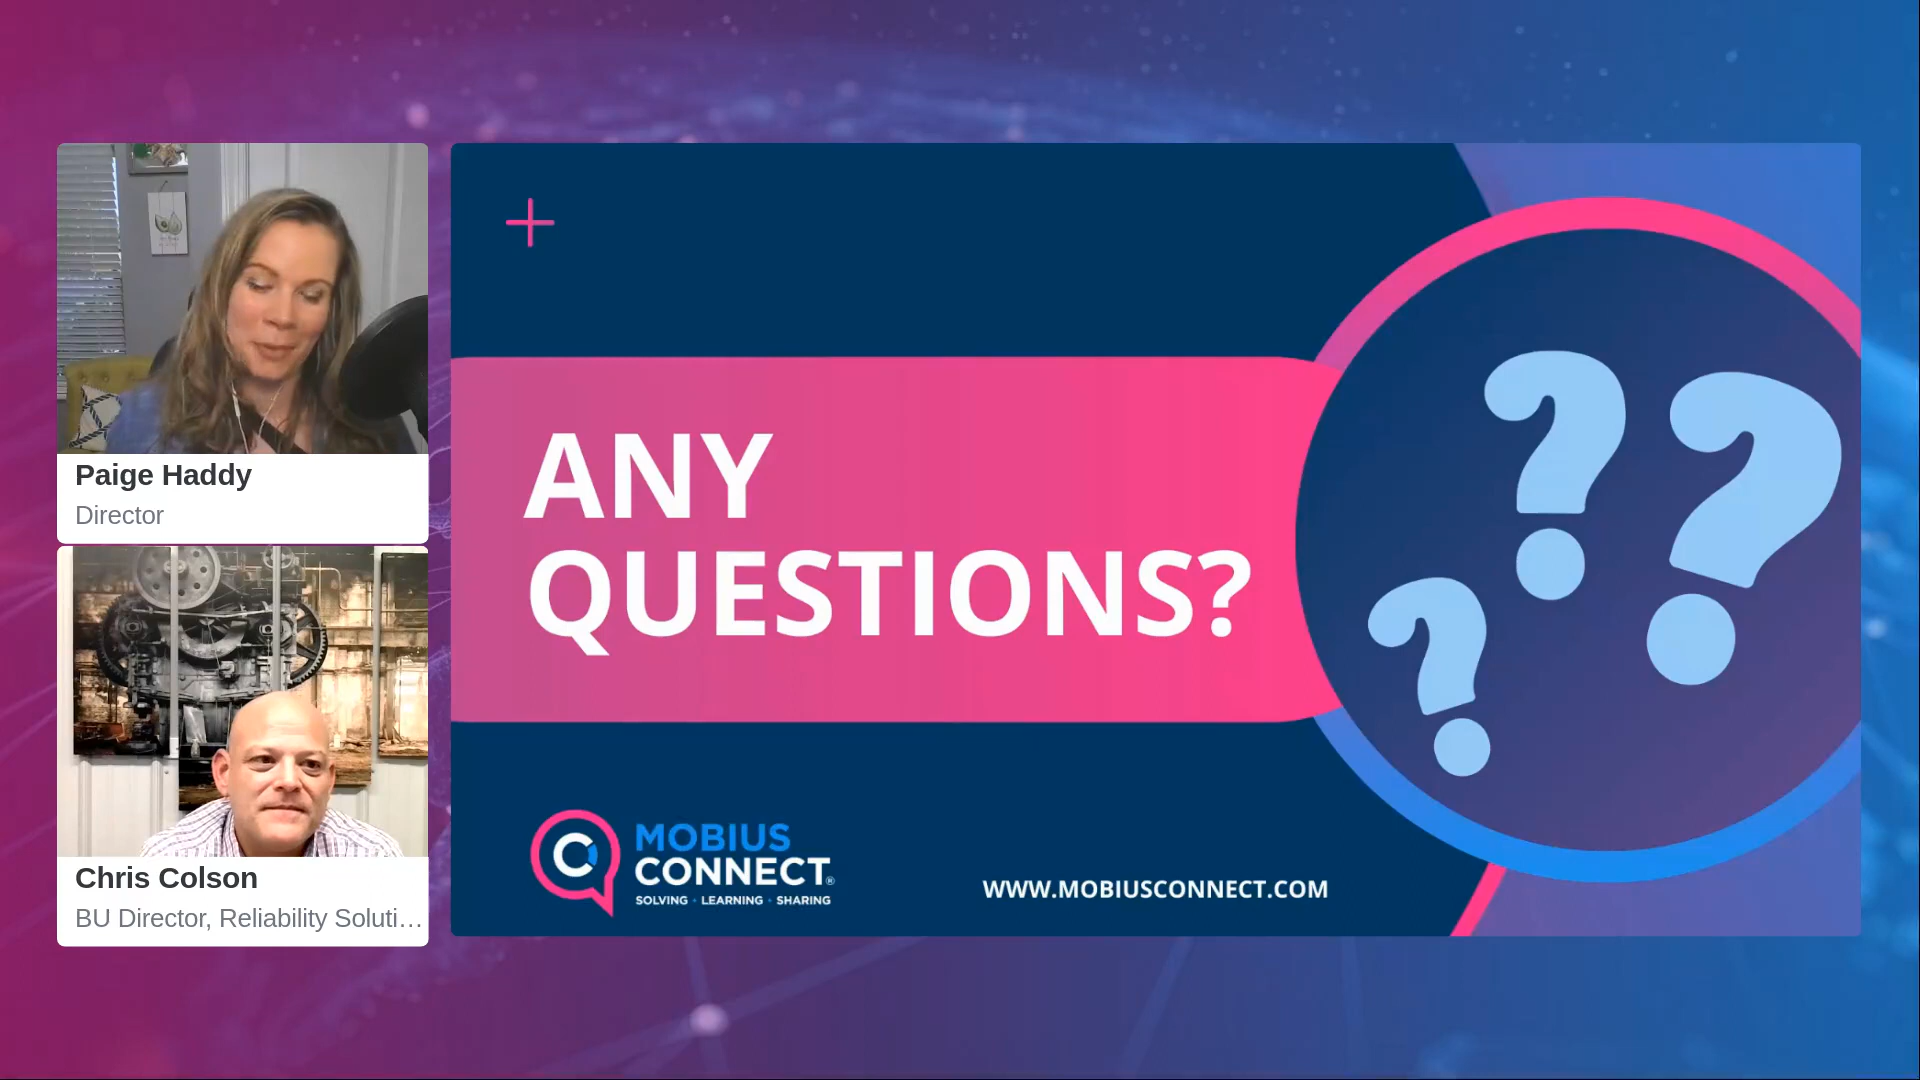 Paige Haddy
Director
Chris Colson
BU Director, Reliability Soluti...
ANY
QUESTIONS?
MOBIUS
CONNECT®
SOLVING · LEARNING · SHARING
WWW.MOBIUSCONNECT.COM